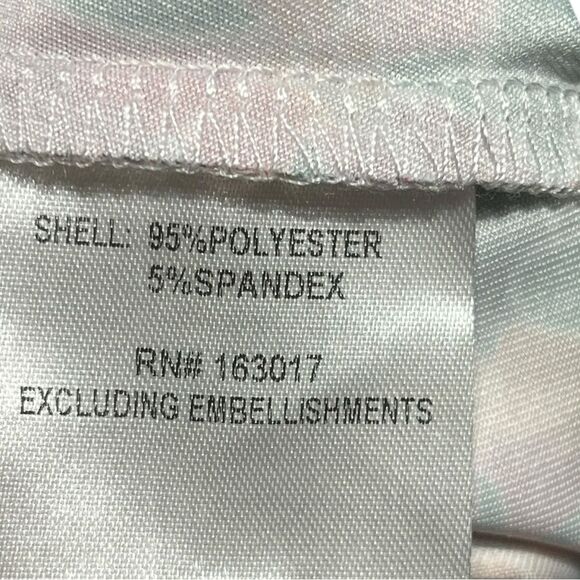 SHELL: 95%POLYESTER
5%SPANDEX
RN# 163017
EXCLUDING EMBELLISHMENTS